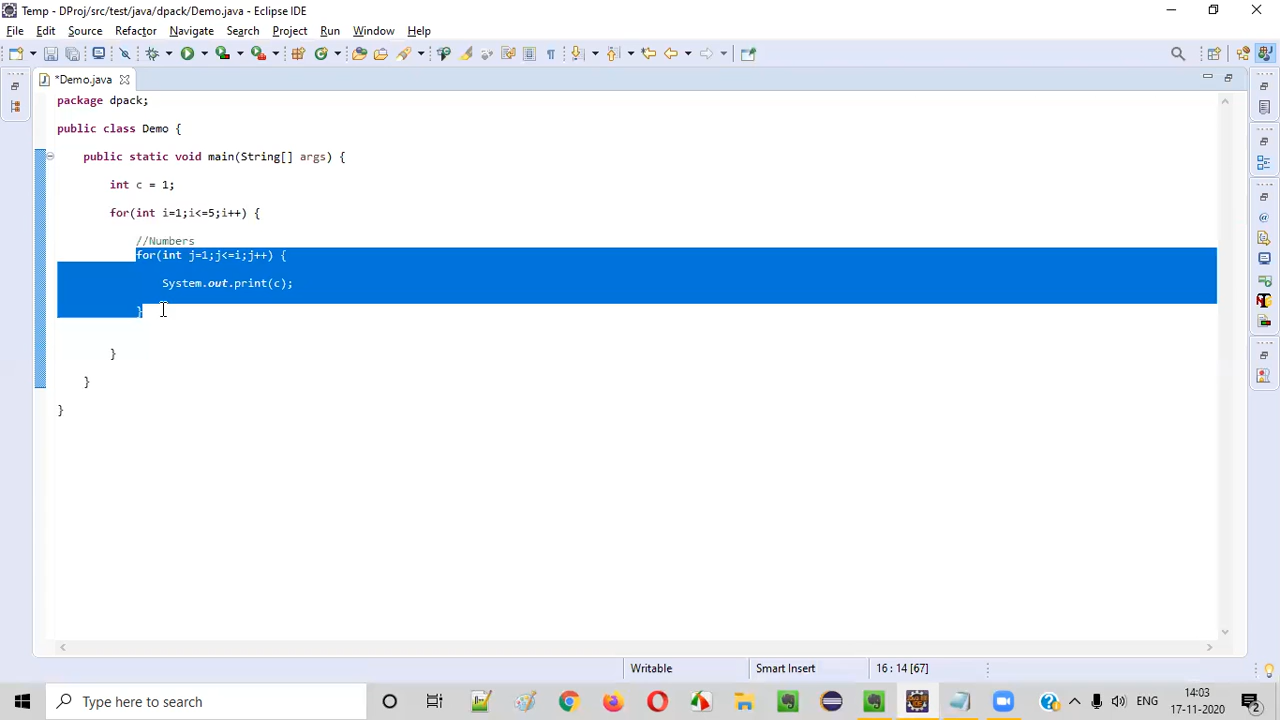 Temp - DProj/src/test/java/dpack/Demo.java - Eclipse IDE
File Edit Source Refactor Navigate Search Project Run Window Help
*Demo.java
package dpack;
public class Demo {
public static void main(String[] args) {
int c = 1;
for(int i=1;i<=5;i++) {
//Numbers
for(int j=1;j<=i;j++) {
System.out.print(c);
}
}
}
}
Writable Smart Insert 16 : 14 [67]
Type here to search
ENG
14:03
17-11-2020
2